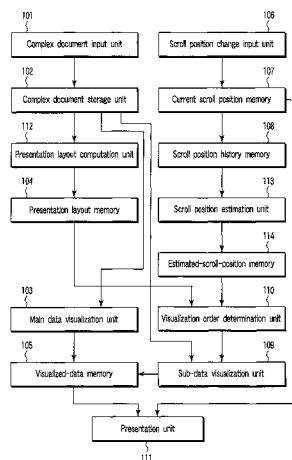 101
Complex document input unit
102
Complex document storage unit
112
Presentation layout computation unit
104
Presentation layout memory
103
Main data visualization unit
105
Visualized-data memory
106
Scroll position change input unit
107
Current scroll position memory
108
Scroll position history memory
113
Scroll position estimation unit
114
Estimated-scroll-position memory
110
Visualization order determination unit
109
Sub-data visualization unit
Presentation unit
111